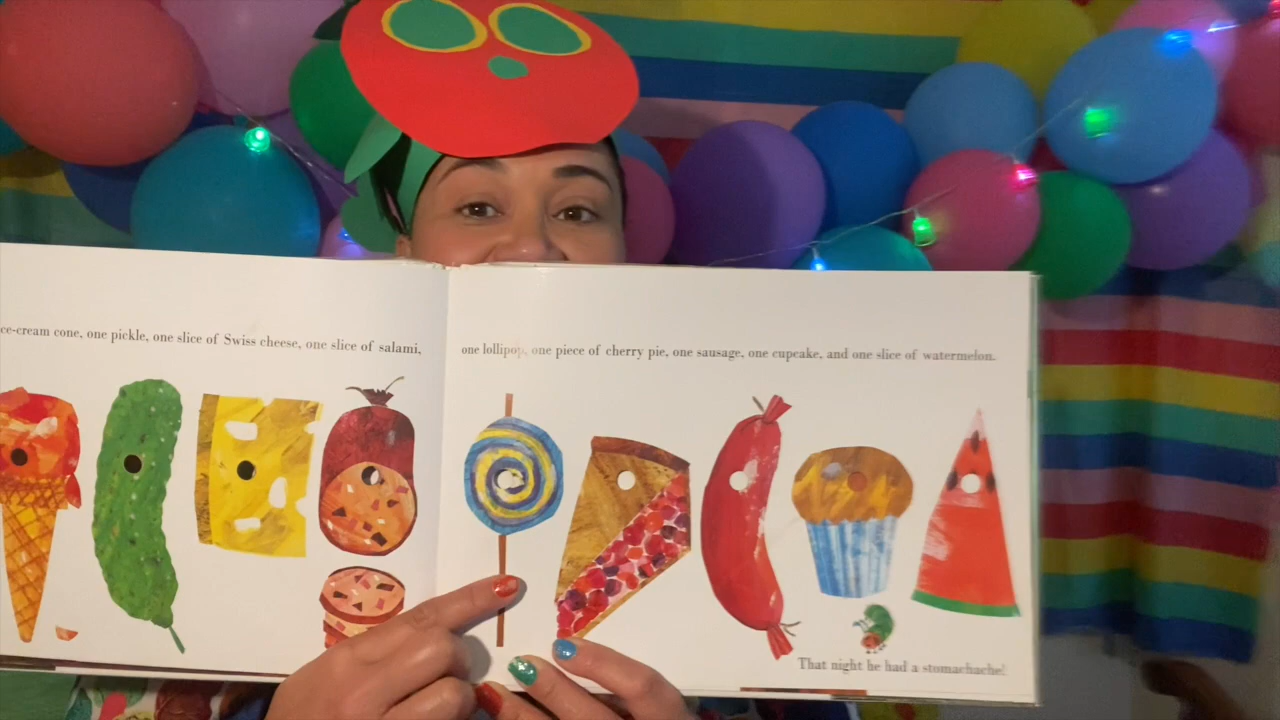 ce-cream cone, one pickle, one slice of Swiss cheese, one slice of salami,
one lollipop, one piece of cherry pie, one sausage, one cupcake, and one slice of watermelon.
That night he had a stomachache!